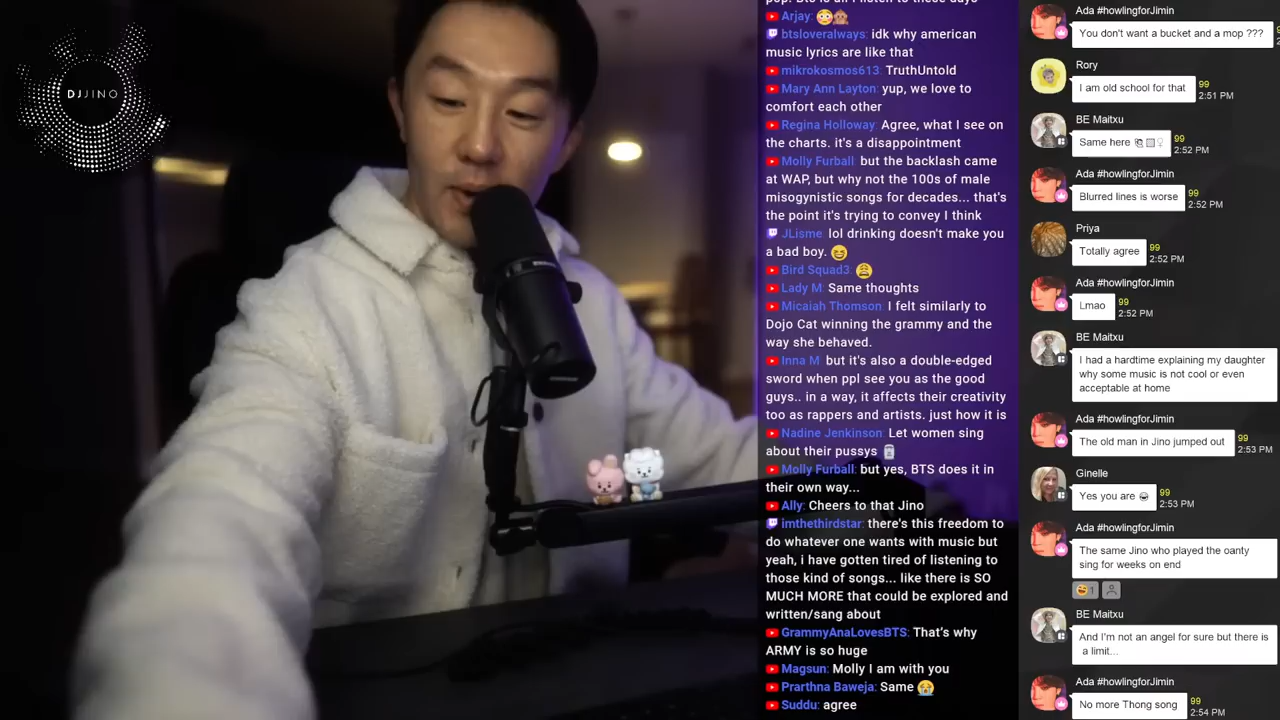 DJJINO
pop. Bts is all I listen to these days
Arjay: 😳🙊
btsloveralways: idk why american
music lyrics are like that
mikrokosmos613: TruthUntold
Mary Ann Layton: yup, we love to
comfort each other
Regina Holloway: Agree, what I see on
the charts. it's a disappointment
Molly Furball: but the backlash came
at WAP, but why not the 100s of male
misogynistic songs for decades... that's
the point it's trying to convey I think
JLisme: lol drinking doesn't make you
a bad boy. 😆
Bird Squad3: 😩
Lady M: Same thoughts
Micaiah Thomson: I felt similarly to
Dojo Cat winning the grammy and the
way she behaved.
Inna M: but it's also a double-edged
sword when ppl see you as the good
guys.. in a way, it affects their creativity
too as rappers and artists. just how it is
Nadine Jenkinson: Let women sing
about their pussys
Molly Furball: but yes, BTS does it in
their own way...
Ally: Cheers to that Jino
imthethirdstar: there's this freedom to
do whatever one wants with music but
yeah, i have gotten tired of listening to
those kind of songs... like there is SO
MUCH MORE that could be explored and
written/sang about
GrammyAnaLovesBTS: That's why
ARMY is so huge
Magsun: Molly I am with you
Prarthna Baweja: Same 😭
Suddu: agree
Ada #howlingforJimin
You don't want a bucket and a mop ???
Rory
I am old school for that
99
2:51 PM
BE Maitxu
Same here
99
2:52 PM
Ada #howlingforJimin
Blurred lines is worse
99
2:52 PM
Priya
Totally agree
99
2:52 PM
Ada #howlingforJimin
Lmao
99
2:52 PM
BE Maitxu
I had a hardtime explaining my daughter
why some music is not cool or even
acceptable at home
Ada #howlingforJimin
The old man in Jino jumped out
99
2:53 PM
Ginelle
Yes you are 😂
99
2:53 PM
Ada #howlingforJimin
The same Jino who played the oanty
sing for weeks on end
1
BE Maitxu
And I'm not an angel for sure but there is
a limit...
Ada #howlingforJimin
No more Thong song
99
2:54 PM